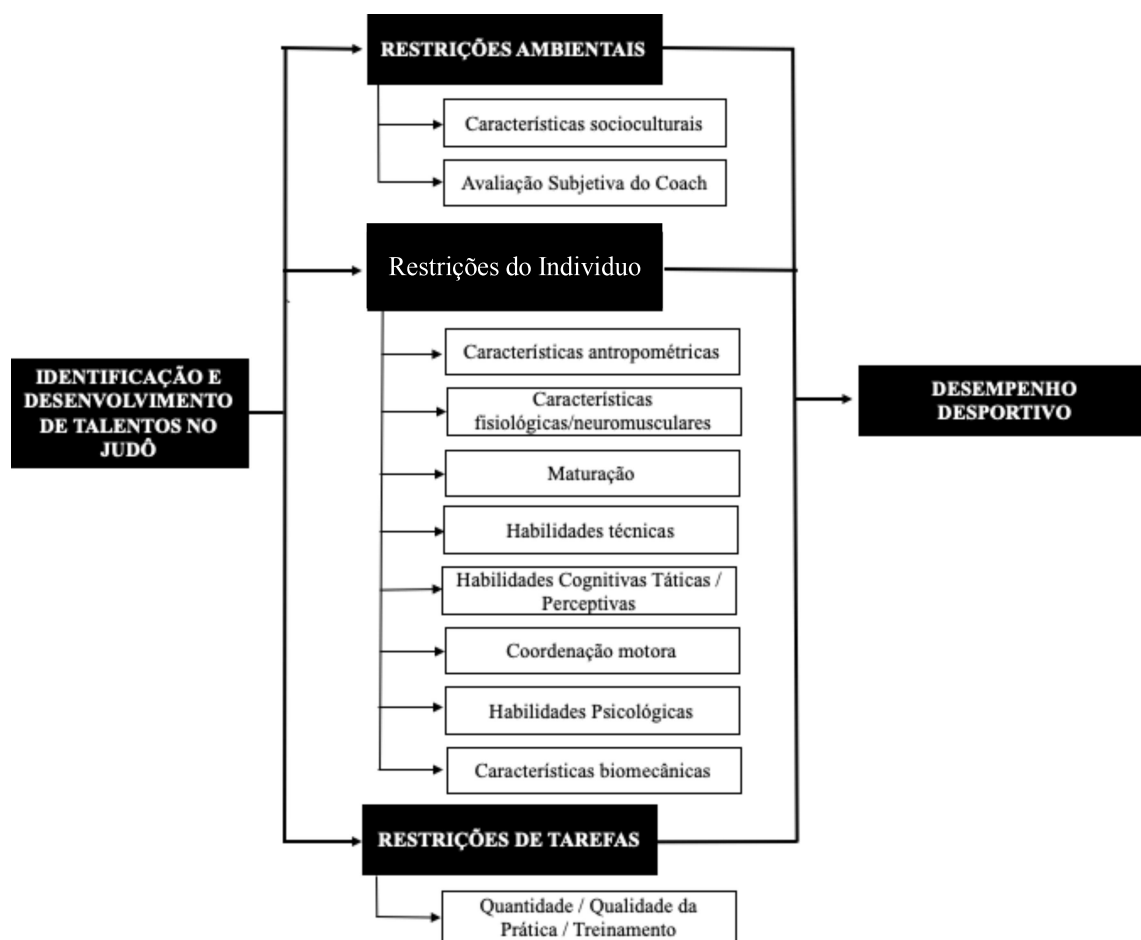 RESTRIÇÕES AMBIENTAIS
Características socioculturais
Avaliação Subjetiva do Coach
Restrições do Individuo
Características antropométricas
Características
fisiológicas/neuromusculares
Maturação
Habilidades técnicas
Habilidades Cognitivas Táticas /
Perceptivas
Coordenação motora
Habilidades Psicológicas
Características biomecânicas
RESTRIÇÕES DE TAREFAS
Quantidade / Qualidade da
Prática / Treinamento
IDENTIFICAÇÃO E
DESENVOLVIMENTO
DE TALENTOS NO
JUDÔ
DESEMPENHO
DESPORTIVO